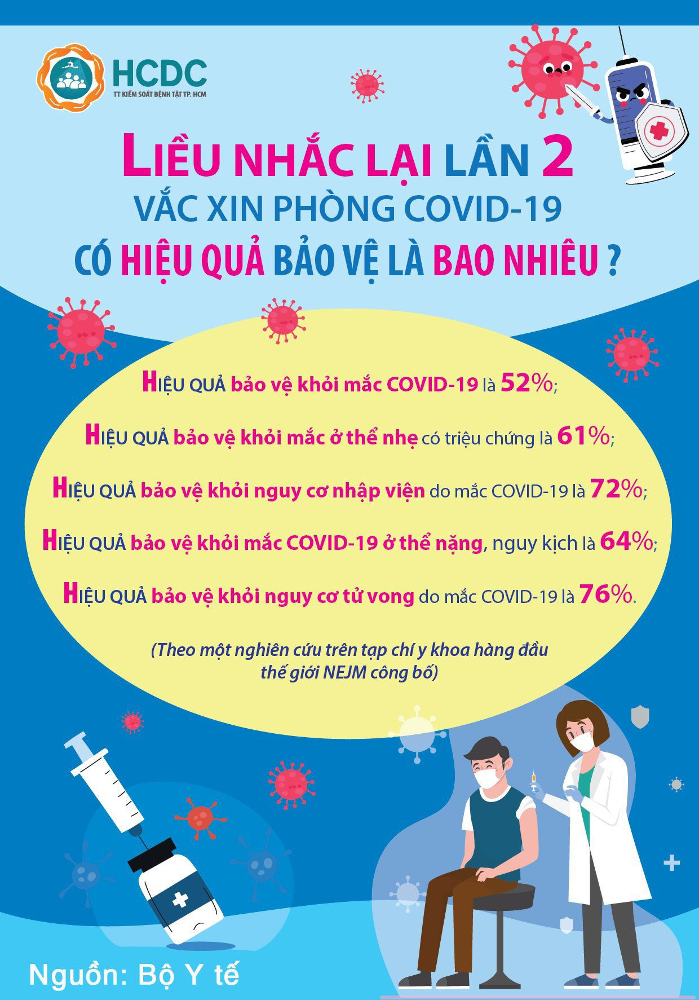 HCDC
TT KIỂM SOÁT BỆNH TẬT TP. HCM
LIỀU NHẮC LẠI LẦN 2
VẮC XIN PHÒNG COVID-19
CÓ HIỆU QUẢ BẢO VỆ LÀ BAO NHIÊU ?
HIỆU QUẢ bảo vệ khỏi mắc COVID-19 là 52%;
HIỆU QUẢ bảo vệ khỏi mắc ở thể nhẹ có triệu chứng là 61%;
HIỆU QUẢ bảo vệ khỏi nguy cơ nhập viện do mắc COVID-19 là 72%;
HIỆU QUẢ bảo vệ khỏi mắc COVID-19 ở thể nặng, nguy kịch là 64%;
HIỆU QUẢ bảo vệ khỏi nguy cơ tử vong do mắc COVID-19 là 76%.
(Theo một nghiên cứu trên tạp chí y khoa hàng đầu
thế giới NEJM công bố)
Nguồn: Bộ Y tế